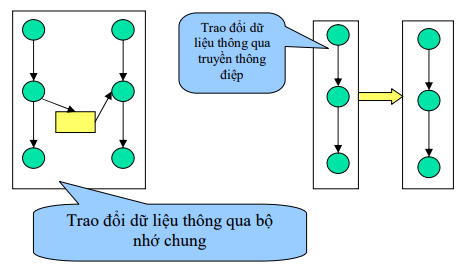 Trao đổi dữ
liệu thông qua
truyền thông
điệp
Trao đổi dữ liệu thông qua bộ
nhớ chung